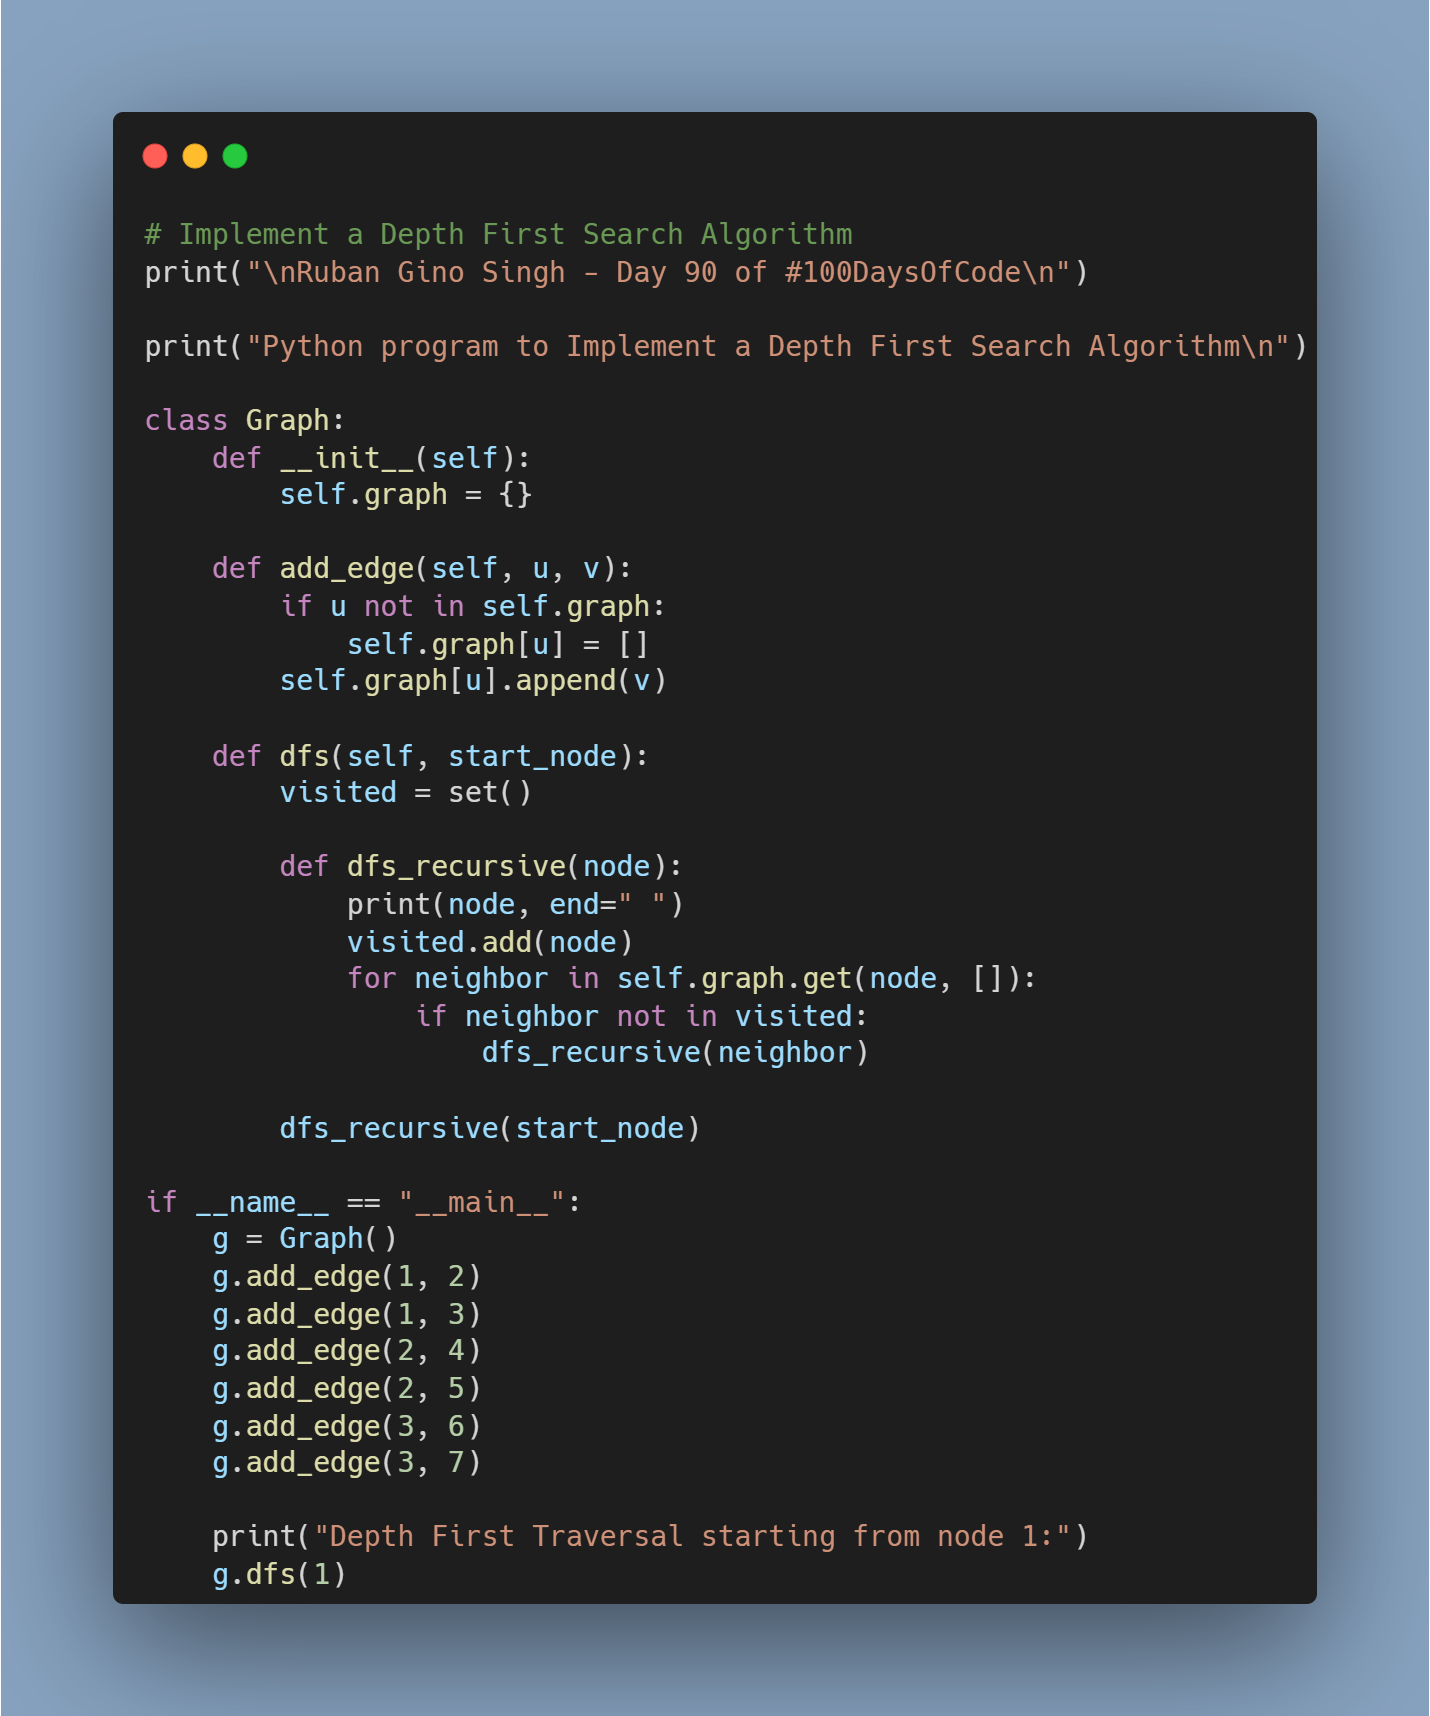 # Implement a Depth First Search Algorithm
print("\nRuban Gino Singh - Day 90 of #100DaysOfCode\n")

print("Python program to Implement a Depth First Search Algorithm\n")

class Graph:
    def __init__(self):
        self.graph = {}

    def add_edge(self, u, v):
        if u not in self.graph:
            self.graph[u] = []
        self.graph[u].append(v)

    def dfs(self, start_node):
        visited = set()

        def dfs_recursive(node):
            print(node, end=" ")
            visited.add(node)
            for neighbor in self.graph.get(node, []):
                if neighbor not in visited:
                    dfs_recursive(neighbor)

        dfs_recursive(start_node)

if __name__ == "__main__":
    g = Graph()
    g.add_edge(1, 2)
    g.add_edge(1, 3)
    g.add_edge(2, 4)
    g.add_edge(2, 5)
    g.add_edge(3, 6)
    g.add_edge(3, 7)

    print("Depth First Traversal starting from node 1:")
    g.dfs(1)